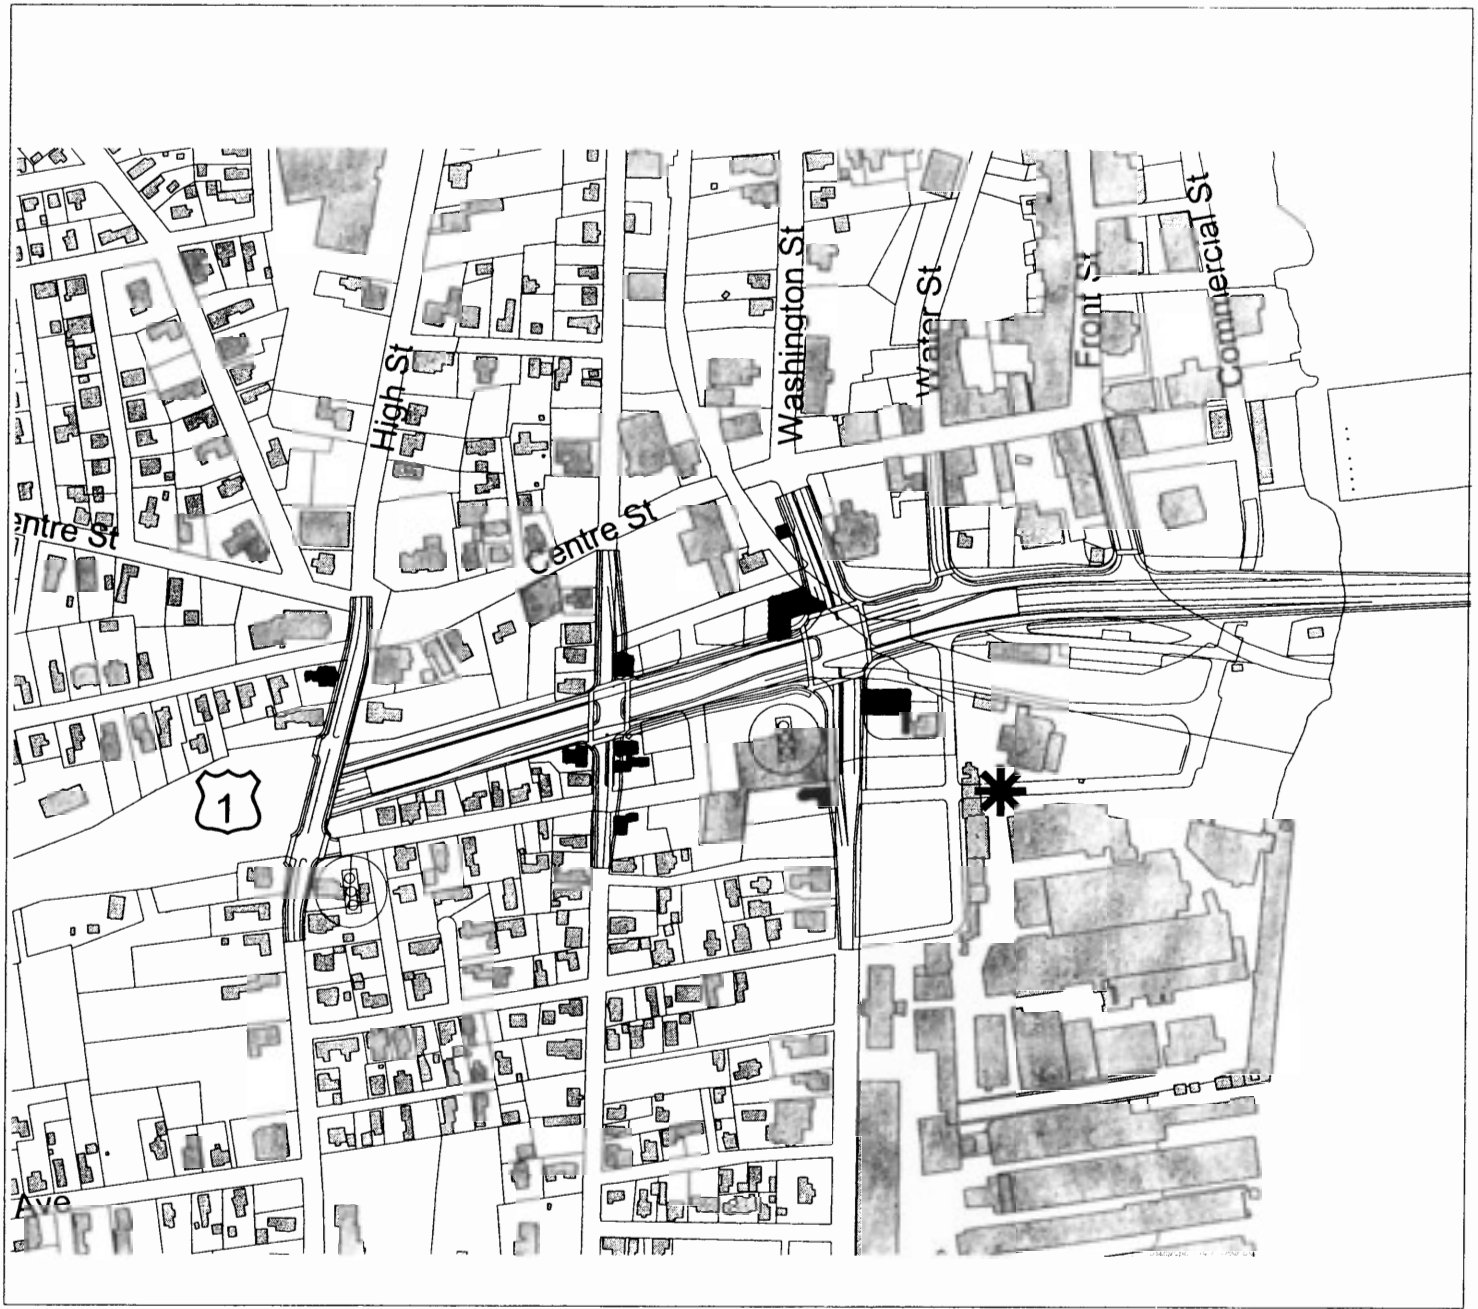 Commercial St
Washington St
Front St
Water St
High St
Centre St
entre St
1
Ave